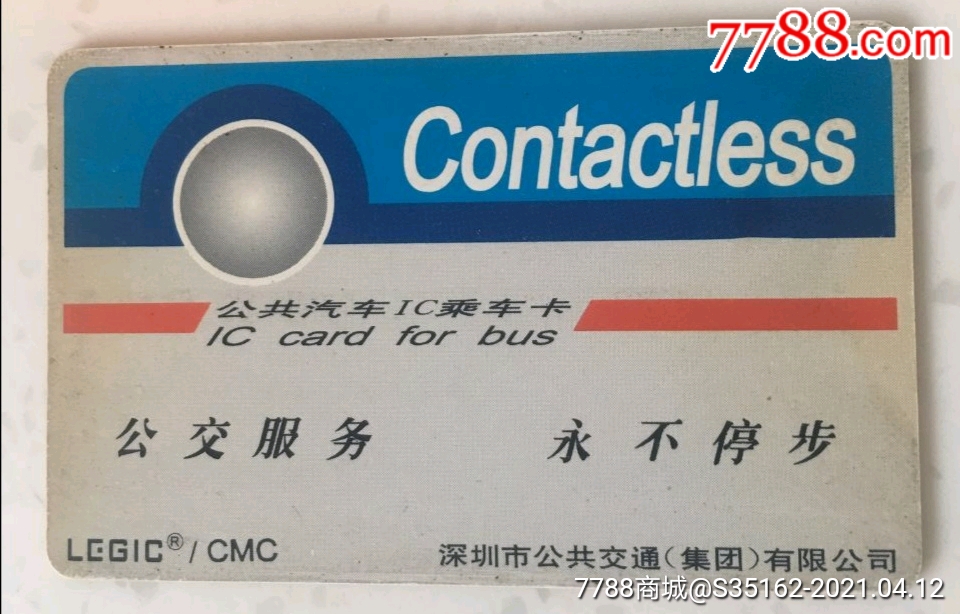 7788.com
Contactless
公共汽车IC乘车卡
IC card for bus
公交服务 永不停步
LEGIC® / CMC
深圳市公共交通(集团)有限公司
7788商城@S35162-2021.04.12